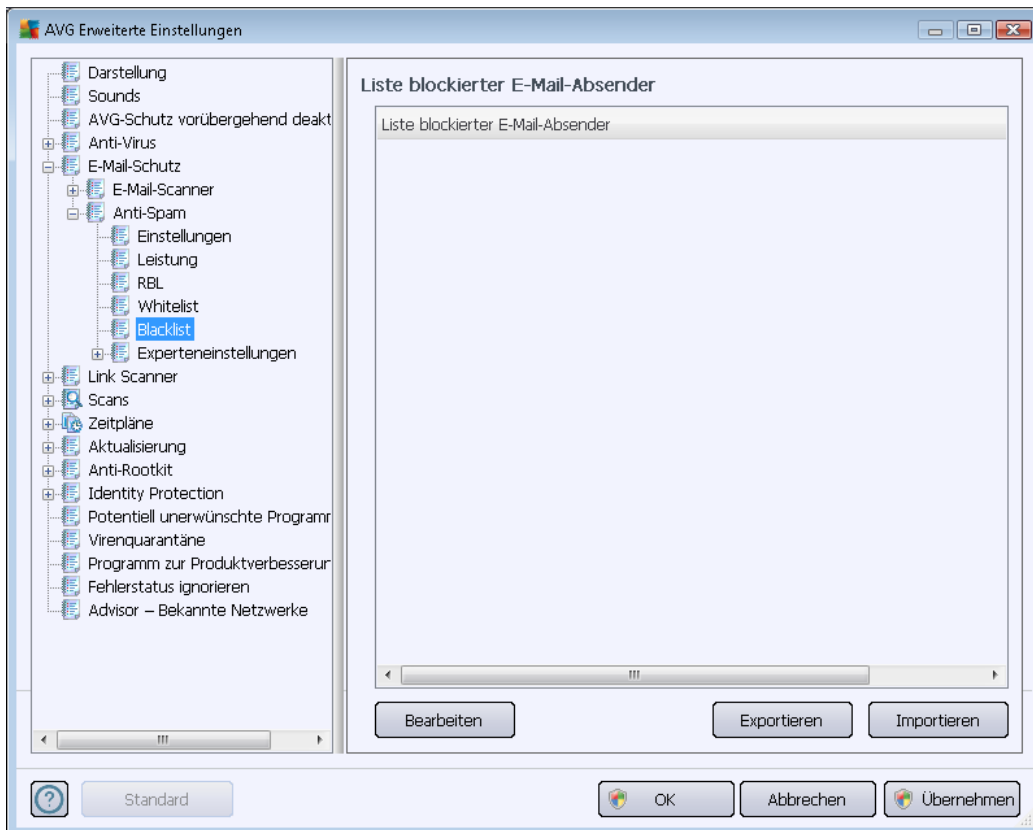 AVG Erweiterte Einstellungen
Darstellung
Sounds
AVG-Schutz vorübergehend deakt
Anti-Virus
E-Mail-Schutz
E-Mail-Scanner
Anti-Spam
Einstellungen
Leistung
RBL
Whitelist
Blacklist
Experteneinstellungen
Link Scanner
Scans
Zeitpläne
Aktualisierung
Anti-Rootkit
Identity Protection
Potentiell unerwünschte Programm
Virenquarantäne
Programm zur Produktverbesserun
Fehlerstatus ignorieren
Advisor – Bekannte Netzwerke
Liste blockierter E-Mail-Absender
Liste blockierter E-Mail-Absender
Bearbeiten
Exportieren
Importieren
Standard
OK
Abbrechen
Übernehmen